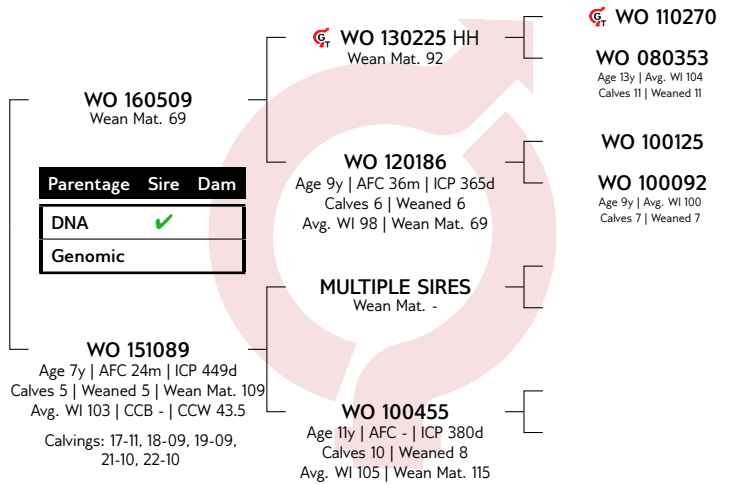 WO 160509
Wean Mat. 69
Parentage Sire Dam
DNA ✔
Genomic
WO 151089
Age 7y | AFC 24m | ICP 449d
Calves 5 | Weaned 5 | Wean Mat. 109
Avg. WI 103 | CCB - | CCW 43.5
Calvings: 17-11, 18-09, 19-09,
21-10, 22-10
GT WO 130225 HH
Wean Mat. 92
WO 120186
Age 9y | AFC 36m | ICP 365d
Calves 6 | Weaned 6
Avg. WI 98 | Wean Mat. 69
MULTIPLE SIRES
Wean Mat. -
WO 100455
Age 11y | AFC - | ICP 380d
Calves 10 | Weaned 8
Avg. WI 105 | Wean Mat. 115
GT WO 110270
WO 080353
Age 13y | Avg. WI 104
Calves 11 | Weaned 11
WO 100125
WO 100092
Age 9y | Avg. WI 100
Calves 7 | Weaned 7